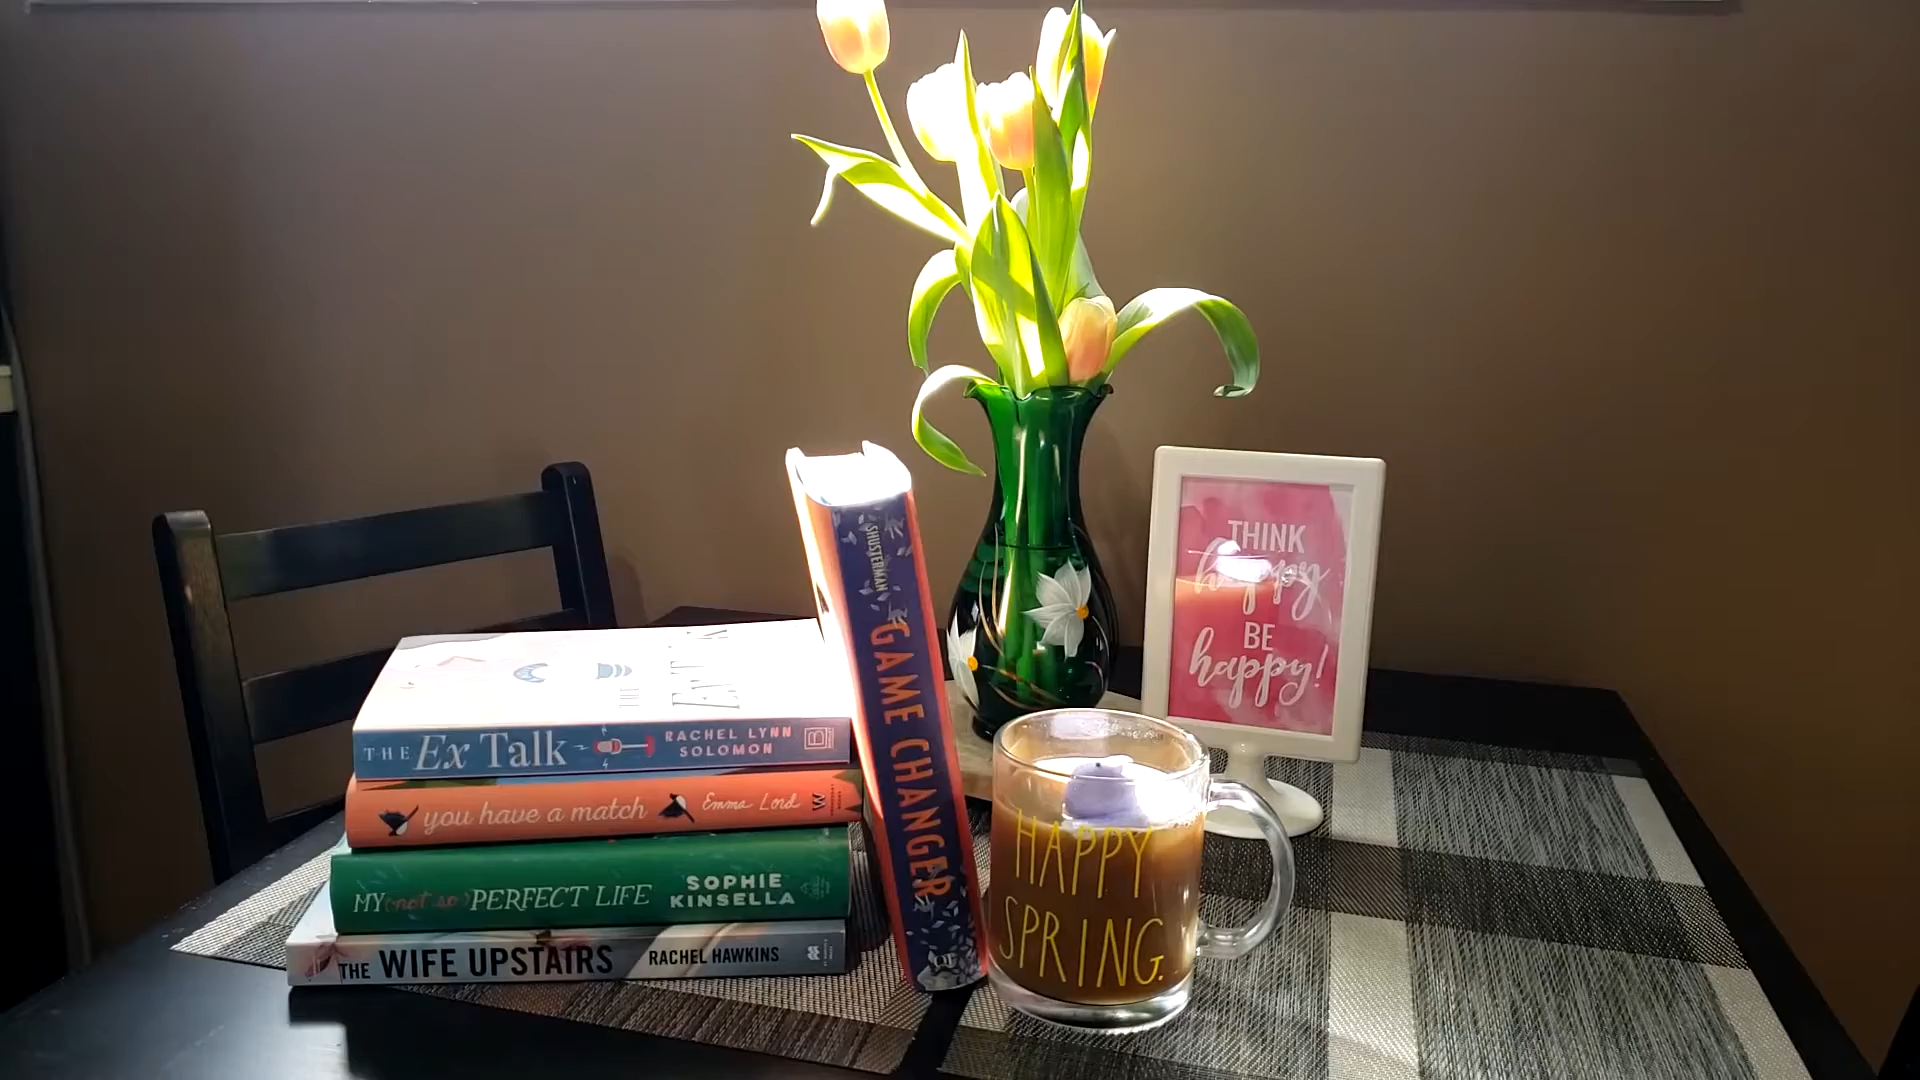 THINK
happy
BE
happy!
SHUSTERMAN
GAME CHANGER
THE Ex Talk
RACHEL LYNN
SOLOMON
you have a match
Emma Lord
MY (not so) PERFECT LIFE
SOPHIE
KINSELLA
THE WIFE UPSTAIRS
RACHEL HAWKINS
HAPPY
SPRING.